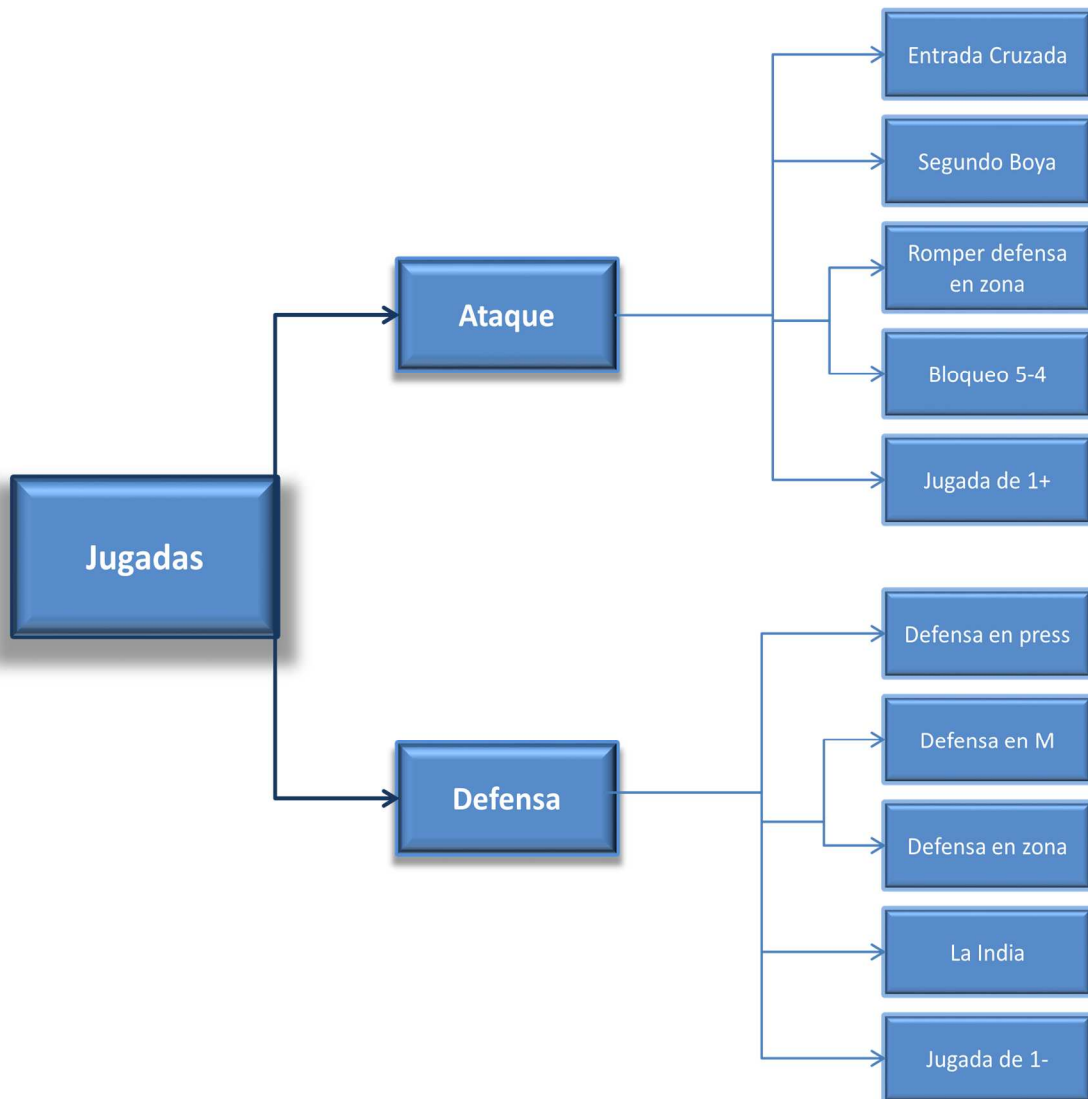 Jugadas
Ataque
Entrada Cruzada
Segundo Boya
Romper defensa
en zona
Bloqueo 5-4
Jugada de 1+
Defensa
Defensa en press
Defensa en M
Defensa en zona
La India
Jugada de 1-